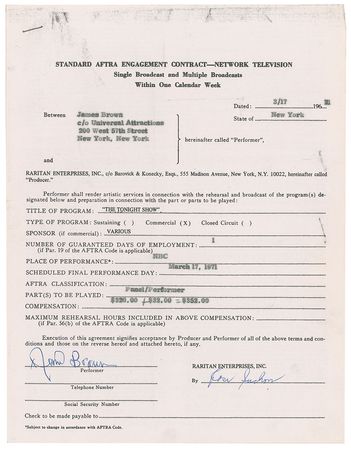 STANDARD AFTRA ENGAGEMENT CONTRACT—NETWORK TELEVISION
Single Broadcast and Multiple Broadcasts
Within One Calendar Week
Dated: 3/17 196
Between James Brown State of New York
c/o Universal Attractions
200 West 57th Street
New York, New York hereinafter called "Performer",
and
RARITAN ENTERPRISES, INC., c/o Barovick & Konecky, Esqs., 555 Madison Avenue, New York, N.Y. 10022, hereinafter called
"Producer."
Performer shall render artistic services in connection with the rehearsal and broadcast of the program(s) de-
signated below and preparation in connection with the part or parts to be played:
TITLE OF PROGRAM: "THE TONIGHT SHOW"
TYPE OF PROGRAM: Sustaining ( ) Commercial (X) Closed Circuit ( )
SPONSOR (if commercial): VARIOUS
NUMBER OF GUARANTEED DAYS OF EMPLOYMENT: 1
(if Par. 19 of the AFTRA Code is applicable)
PLACE OF PERFORMANCE*: NBC
SCHEDULED FINAL PERFORMANCE DAY: March 17, 1971
AFTRA CLASSIFICATION:
PART(S) TO BE PLAYED: Panel/Performer
COMPENSATION: $320.00 + $32.00 = $352.00
MAXIMUM REHEARSAL HOURS INCLUDED IN ABOVE COMPENSATION:
(if Par. 56(b) of the AFTRA Code is applicable)
Execution of this agreement signifies acceptance by Producer and Performer of all of the above terms and con-
ditions and those on the reverse hereof and attached hereto, if any.
James Brown RARITAN ENTERPRISES, INC.
Performer
By
Telephone Number
Social Security Number
Check to be made payable to
*Subject to change in accordance with AFTRA Code.